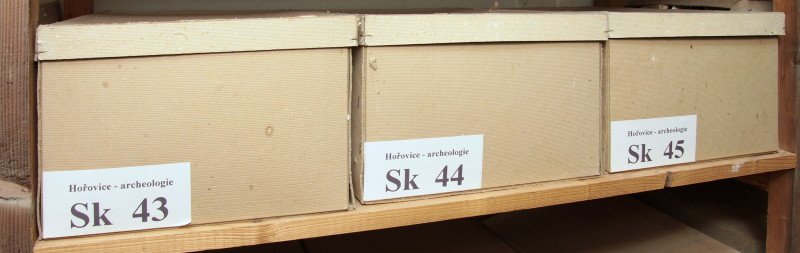 Hořovice - archeologie
Sk 43
Hořovice - archeologie
Sk 44
Hořovice - archeologie
Sk 45